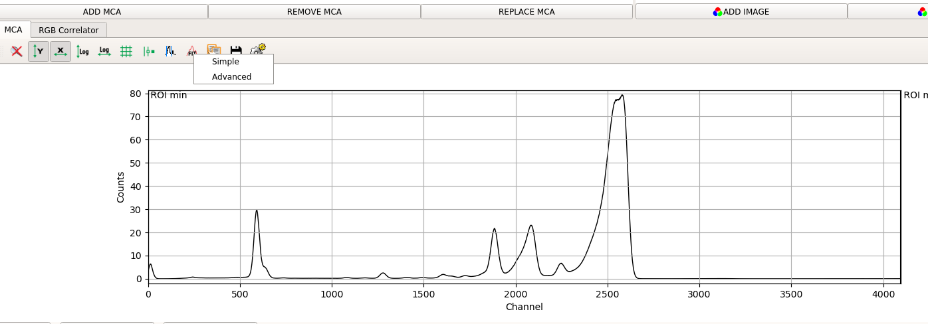 ADD MCA REMOVE MCA REPLACE MCA ADD IMAGE
MCA RGB Correlator
Y X Log Log
Simple
Advanced
ROI min ROI
80
70
60
50
40
30
20
10
0
Counts
0 500 1000 1500 2000 2500 3000 3500 4000
Channel